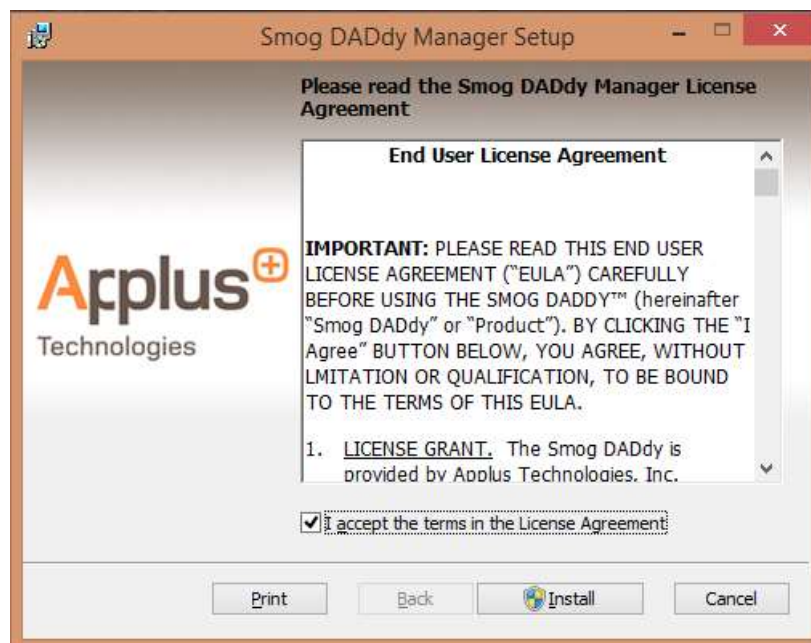 Smog DADdy Manager Setup
Please read the Smog DADdy Manager License
Agreement
End User License Agreement
IMPORTANT: PLEASE READ THIS END USER
LICENSE AGREEMENT (“EULA”) CAREFULLY
BEFORE USING THE SMOG DADDY™ (hereinafter
“Smog DADdy” or “Product”). BY CLICKING THE “I
Agree” BUTTON BELOW, YOU AGREE, WITHOUT
LMITATION OR QUALIFICATION, TO BE BOUND
TO THE TERMS OF THIS EULA.
1. LICENSE GRANT. The Smog DADdy is
provided by Applus Technologies, Inc.
Applus+
Technologies
I accept the terms in the License Agreement
Print Back Install Cancel